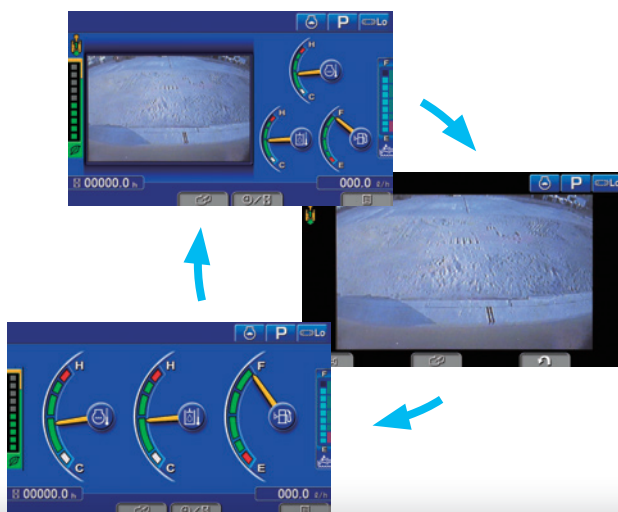 P Lo
H
C
H F
C E
F
E
00000.0 h
000.0 ℓ/h
P Lo
F
E
P Lo
H H F
C C E
F
E
00000.0 h
000.0 ℓ/h